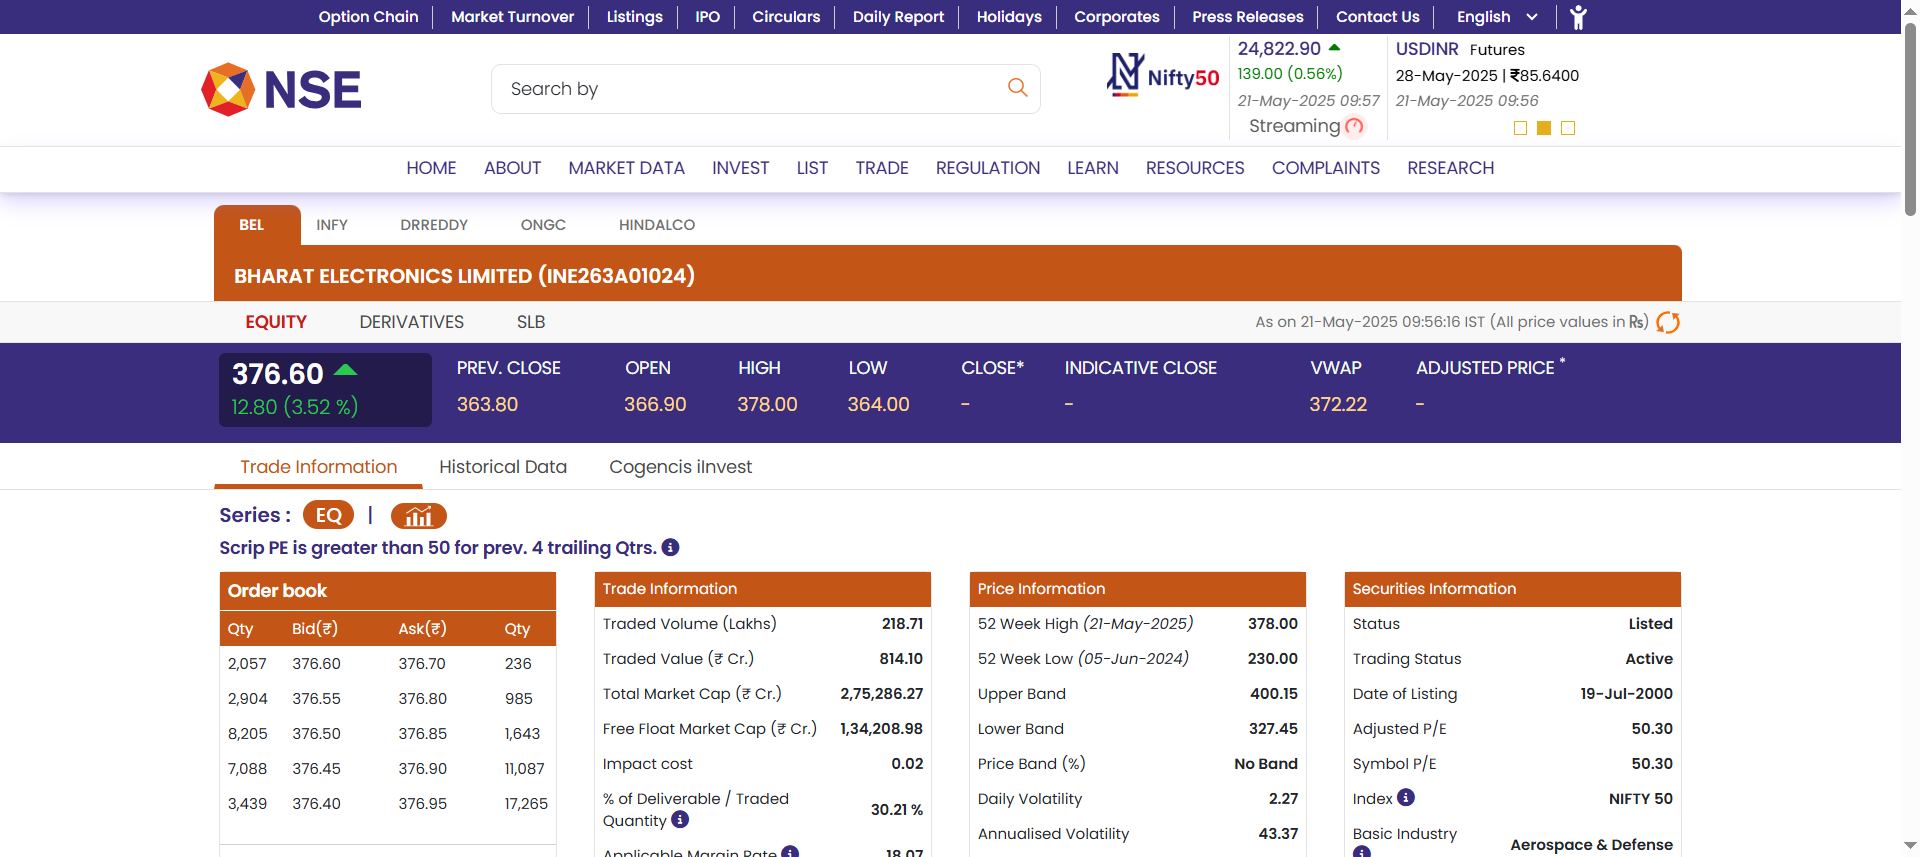 Option Chain Market Turnover Listings IPO Circulars Daily Report Holidays Corporates Press Releases Contact Us English
NSE
Search by
Nifty50
24,822.90
139.00 (0.56%)
21-May-2025 09:57
Streaming
USDINR Futures
28-May-2025 | ₹85.6400
21-May-2025 09:56
HOME ABOUT MARKET DATA INVEST LIST TRADE REGULATION LEARN RESOURCES COMPLAINTS RESEARCH
BEL INFY DRREDDY ONGC HINDALCO
BHARAT ELECTRONICS LIMITED (INE263A01024)
EQUITY DERIVATIVES SLB
As on 21-May-2025 09:56:16 IST (All price values in ₨)
376.60
12.80 (3.52 %)
PREV. CLOSE OPEN HIGH LOW CLOSE* INDICATIVE CLOSE VWAP ADJUSTED PRICE *
363.80 366.90 378.00 364.00 - - 372.22 -
Trade Information Historical Data Cogencis iInvest
Series : EQ |
Scrip PE is greater than 50 for prev. 4 trailing Qtrs.
Order book
Qty Bid(₹) Ask(₹) Qty
2,057 376.60 376.70 236
2,904 376.55 376.80 985
8,205 376.50 376.85 1,643
7,088 376.45 376.90 11,087
3,439 376.40 376.95 17,265
Trade Information
Traded Volume (Lakhs) 218.71
Traded Value (₹ Cr.) 814.10
Total Market Cap (₹ Cr.) 2,75,286.27
Free Float Market Cap (₹ Cr.) 1,34,208.98
Impact cost 0.02
% of Deliverable / Traded
Quantity 30.21 %
Applicable Margin Rate 18.07
Price Information
52 Week High (21-May-2025) 378.00
52 Week Low (05-Jun-2024) 230.00
Upper Band 400.15
Lower Band 327.45
Price Band (%) No Band
Daily Volatility 2.27
Annualised Volatility 43.37
Securities Information
Status Listed
Trading Status Active
Date of Listing 19-Jul-2000
Adjusted P/E 50.30
Symbol P/E 50.30
Index NIFTY 50
Basic Industry Aerospace & Defense